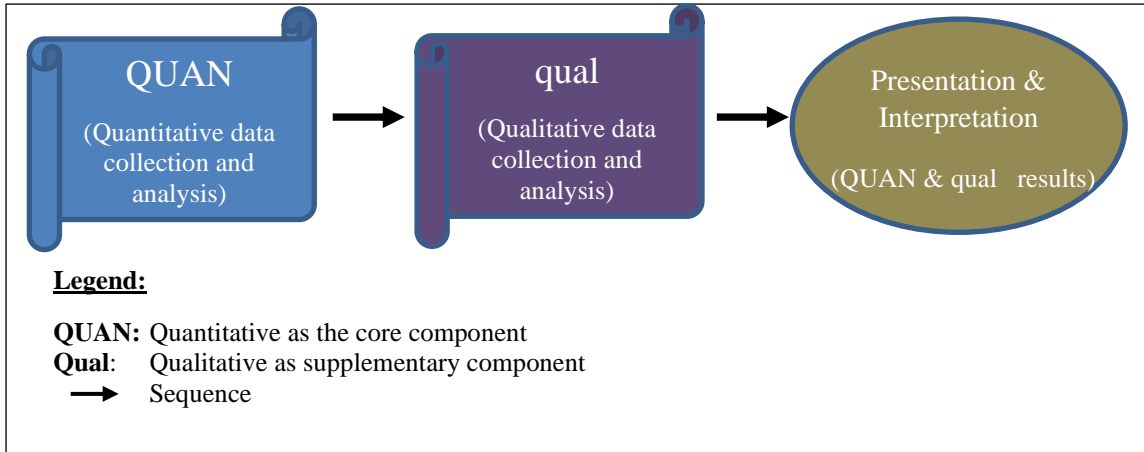 QUAN
(Quantitative data
collection and
analysis)
qual
(Qualitative data
collection and
analysis)
Presentation &
Interpretation
(QUAN & qual results)
Legend:
QUAN: Quantitative as the core component
Qual: Qualitative as supplementary component
Sequence